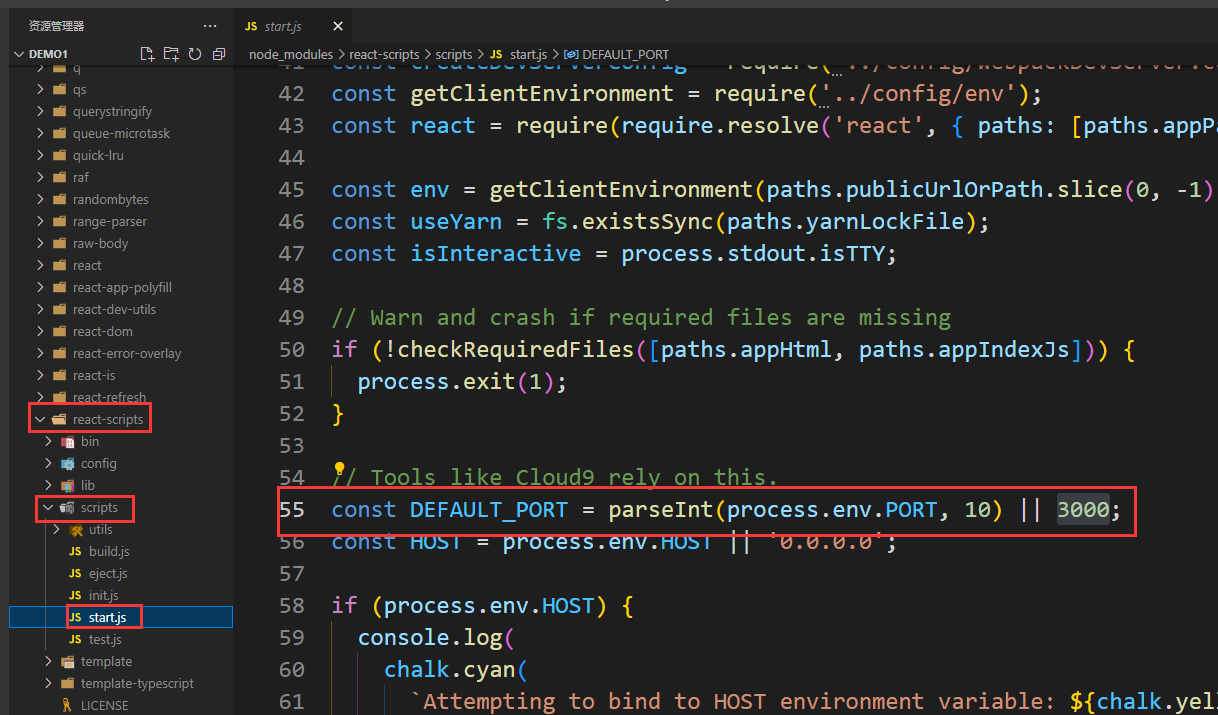 资源管理器 ···
DEMO1
q
qs
querystringify
queue-microtask
quick-lru
raf
randombytes
range-parser
raw-body
react
react-app-polyfill
react-dev-utils
react-dom
react-error-overlay
react-is
react-refresh
react-scripts
bin
config
lib
scripts
utils
JS build.js
JS eject.js
JS init.js
JS start.js
JS test.js
template
template-typescript
LICENSE
JS start.js
node_modules > react-scripts > scripts > JS start.js > DEFAULT_PORT
41 const createDevServerConfig = require('../config/webpackDevServer.c
42 const getClientEnvironment = require('../config/env');
43 const react = require(require.resolve('react', { paths: [paths.appP
44
45 const env = getClientEnvironment(paths.publicUrlOrPath.slice(0, -1)
46 const useYarn = fs.existsSync(paths.yarnLockFile);
47 const isInteractive = process.stdout.isTTY;
48
49 // Warn and crash if required files are missing
50 if (!checkRequiredFiles([paths.appHtml, paths.appIndexJs])) {
51 process.exit(1);
52 }
53
54 // Tools like Cloud9 rely on this.
55 const DEFAULT_PORT = parseInt(process.env.PORT, 10) || 3000;
56 const HOST = process.env.HOST || '0.0.0.0';
57
58 if (process.env.HOST) {
59 console.log(
60 chalk.cyan(
61 `Attempting to bind to HOST environment variable: ${chalk.yel